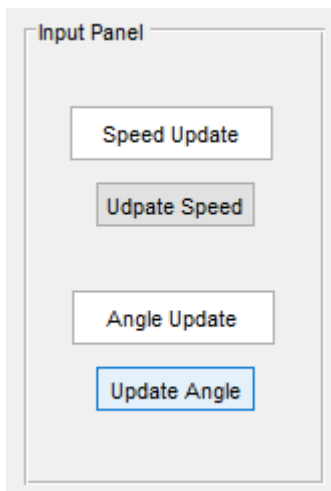 Input Panel
Speed Update
Udpate Speed
Angle Update
Update Angle